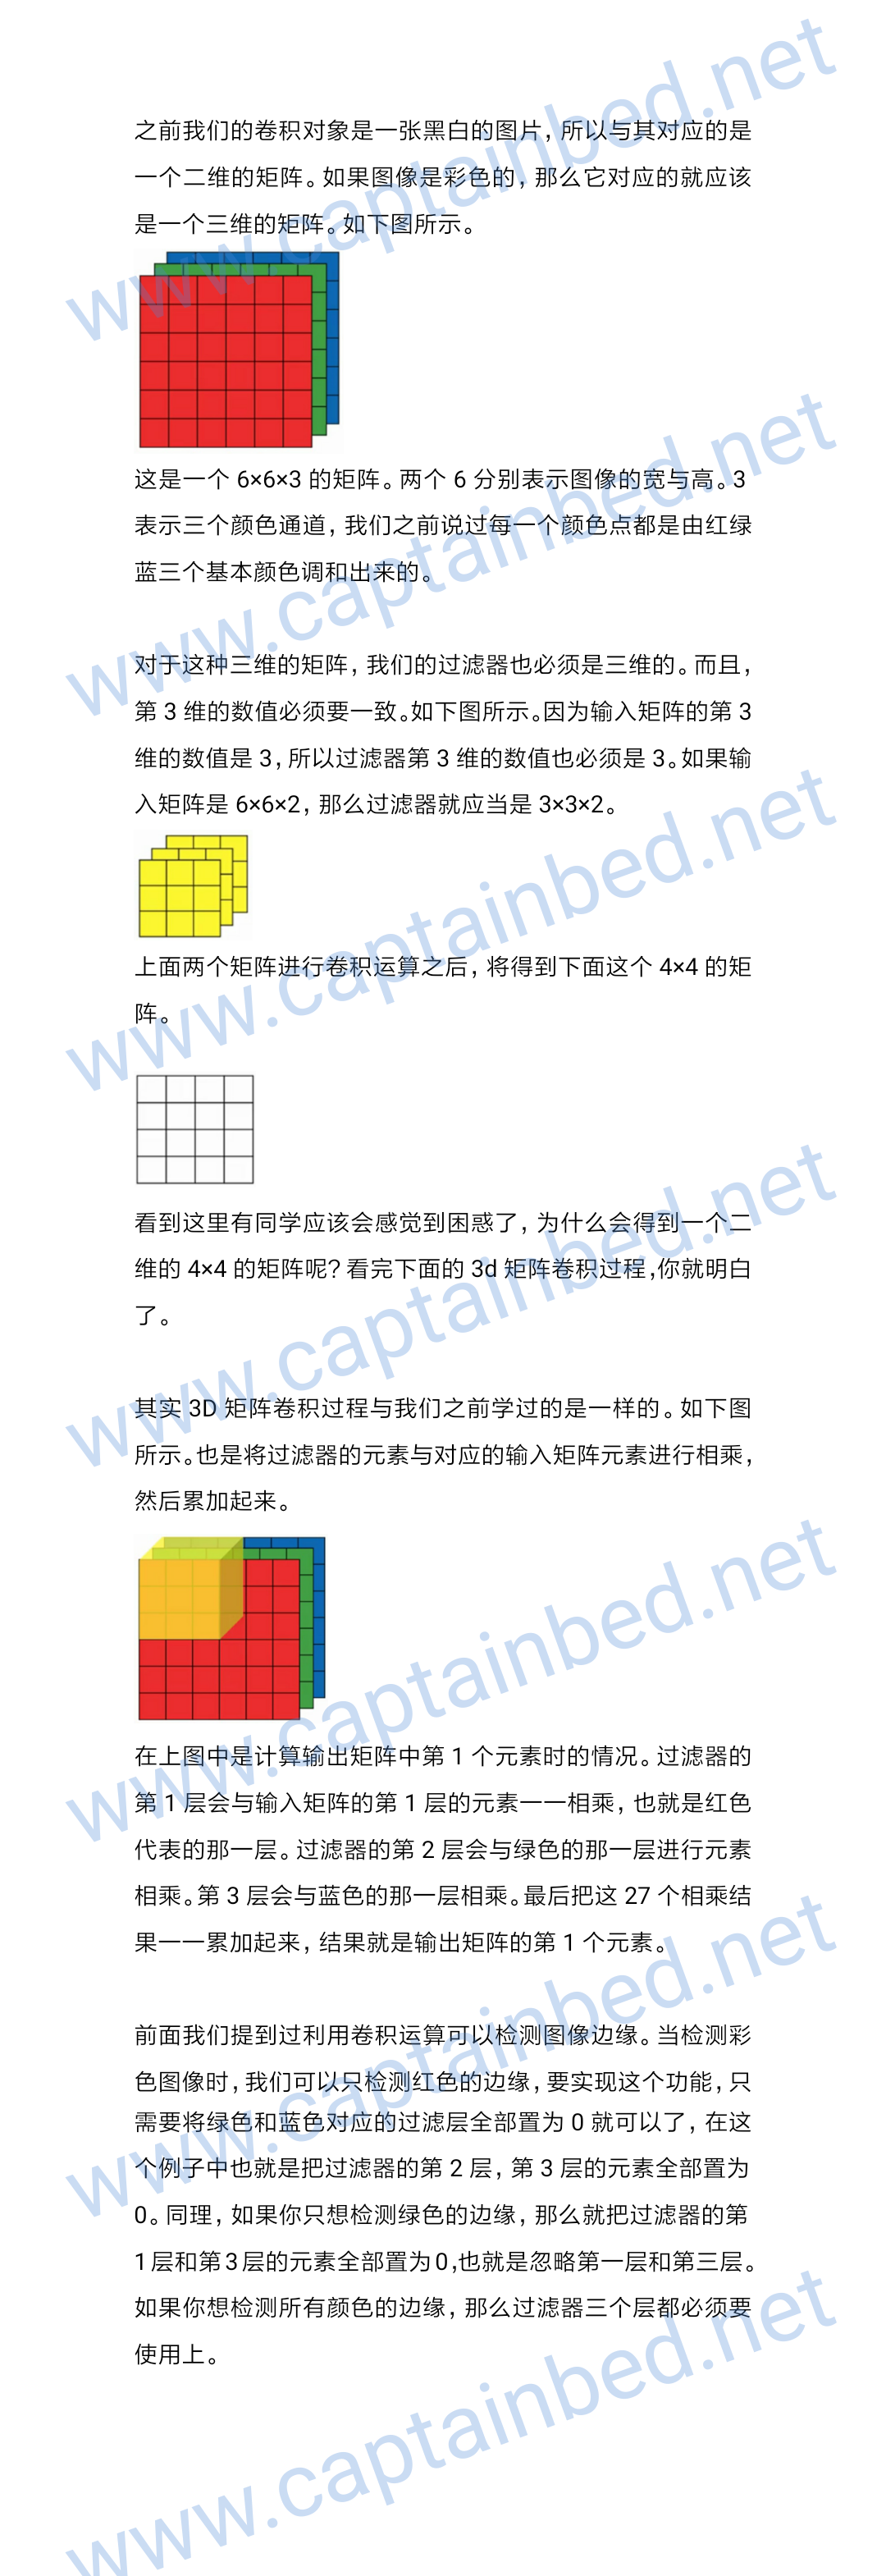 之前我们的卷积对象是一张黑白的图片，所以与其对应的是
一个二维的矩阵。如果图像是彩色的，那么它对应的就应该
是一个三维的矩阵。如下图所示。
www.captainbed.net
这是一个 6×6×3 的矩阵。两个 6 分别表示图像的宽与高。3
表示三个颜色通道，我们之前说过每一个颜色点都是由红绿
蓝三个基本颜色调和出来的。
www.captainbed.net
对于这种三维的矩阵，我们的过滤器也必须是三维的。而且，
第 3 维的数值必须要一致。如下图所示。因为输入矩阵的第 3
维的数值是 3，所以过滤器第 3 维的数值也必须是 3。如果输
入矩阵是 6×6×2，那么过滤器就应当是 3×3×2。
www.captainbed.net
上面两个矩阵进行卷积运算之后，将得到下面这个 4×4 的矩
阵。
看到这里有同学应该会感觉到困惑了，为什么会得到一个二
维的 4×4 的矩阵呢？看完下面的 3d 矩阵卷积过程，你就明白
了。
www.captainbed.net
其实 3D 矩阵卷积过程与我们之前学过的是一样的。如下图
所示。也是将过滤器的元素与对应的输入矩阵元素进行相乘，
然后累加起来。
www.captainbed.net
在上图中是计算输出矩阵中第 1 个元素时的情况。过滤器的
第 1 层会与输入矩阵的第 1 层的元素一一相乘，也就是红色
代表的那一层。过滤器的第 2 层会与绿色的那一层进行元素
相乘。第 3 层会与蓝色的那一层相乘。最后把这 27 个相乘结
果一一累加起来，结果就是输出矩阵的第 1 个元素。
www.captainbed.net
前面我们提到过利用卷积运算可以检测图像边缘。当检测彩
色图像时，我们可以只检测红色的边缘，要实现这个功能，只
需要将绿色和蓝色对应的过滤层全部置为 0 就可以了，在这
个例子中也就是把过滤器的第 2 层，第 3 层的元素全部置为
0。同理，如果你只想检测绿色的边缘，那么就把过滤器的第
1 层和第 3 层的元素全部置为 0，也就是忽略第一层和第三层。
如果你想检测所有颜色的边缘，那么过滤器三个层都必须要
使用上。
www.captainbed.net